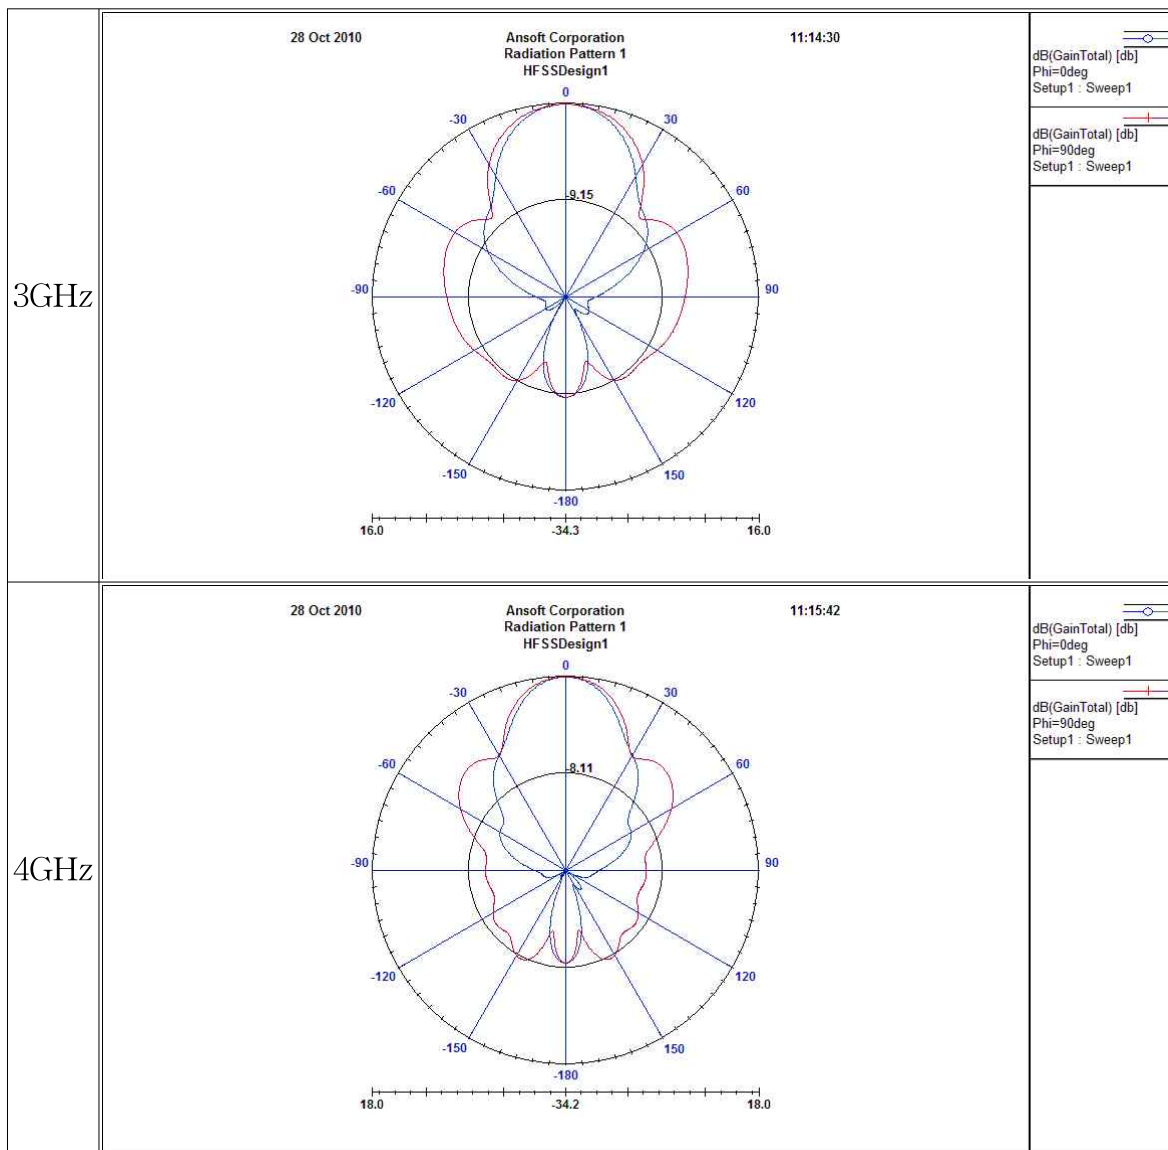 3GHz
28 Oct 2010 Ansoft Corporation 11:14:30
Radiation Pattern 1
HFSSDesign1
0
-30 30
-60 60
-9.15
-90 90
-120 120
-150 150
-180
16.0 -34.3 16.0
dB(GainTotal) [db]
Phi=0deg
Setup1 : Sweep1
dB(GainTotal) [db]
Phi=90deg
Setup1 : Sweep1
4GHz
28 Oct 2010 Ansoft Corporation 11:15:42
Radiation Pattern 1
HFSSDesign1
0
-30 30
-60 60
-8.11
-90 90
-120 120
-150 150
-180
18.0 -34.2 18.0
dB(GainTotal) [db]
Phi=0deg
Setup1 : Sweep1
dB(GainTotal) [db]
Phi=90deg
Setup1 : Sweep1